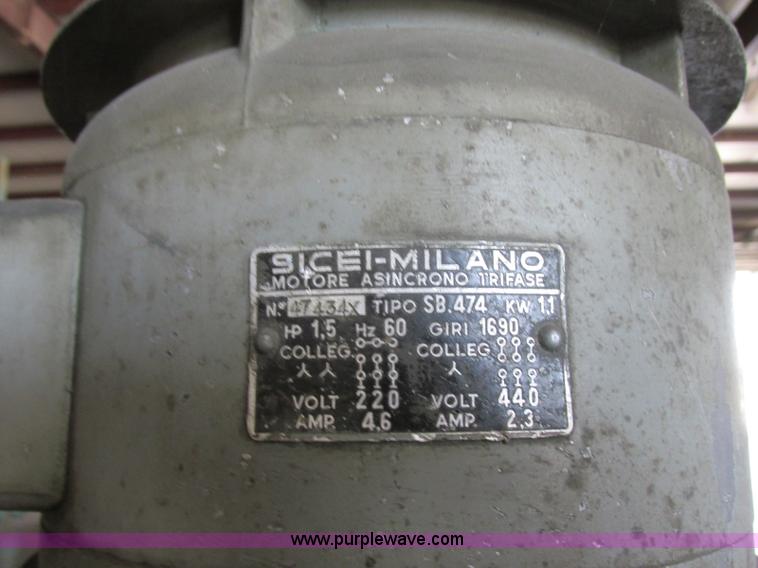 SICEI-MILANO
MOTORE ASINCRONO TRIFASE
N.° 47434X TIPO SB.474 KW 1.1
HP 1,5 Hz 60 GIRI 1690
COLLEG. COLLEG.
VOLT 220 VOLT 440
AMP. 4,6 AMP. 2,3
www.purplewave.com